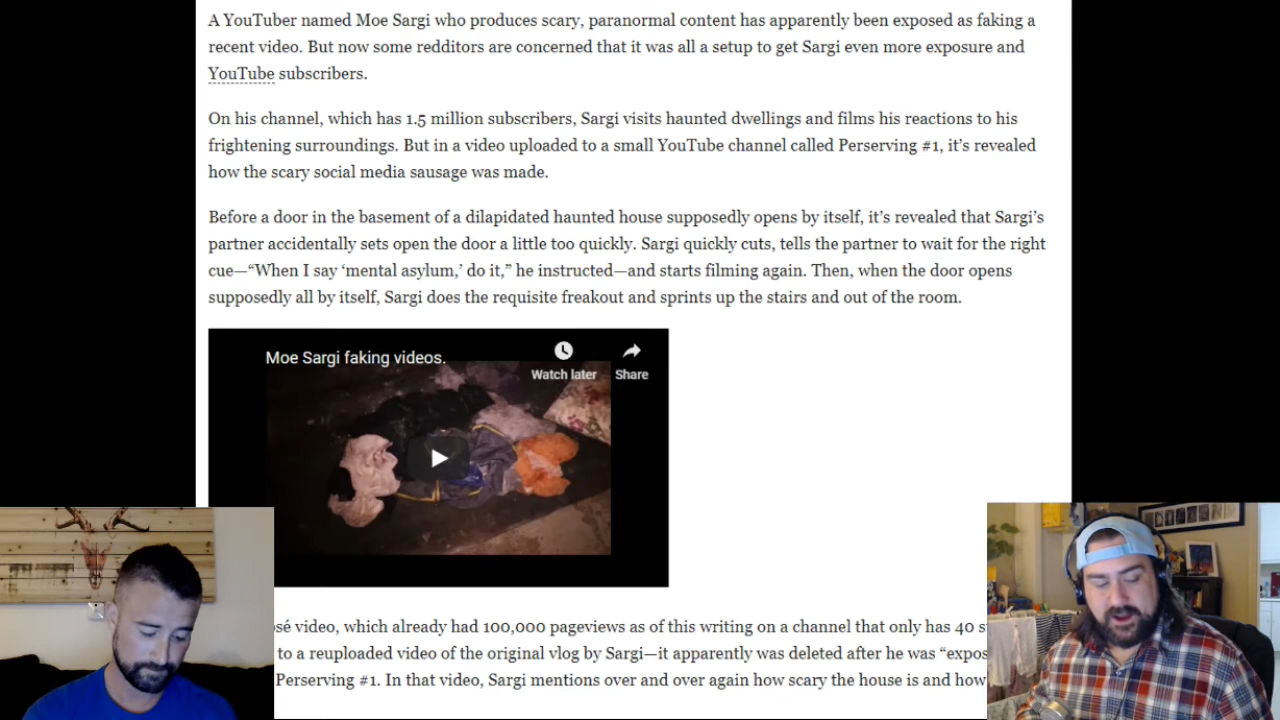 A YouTuber named Moe Sargi who produces scary, paranormal content has apparently been exposed as faking a
recent video. But now some redditors are concerned that it was all a setup to get Sargi even more exposure and
YouTube subscribers.
On his channel, which has 1.5 million subscribers, Sargi visits haunted dwellings and films his reactions to his
frightening surroundings. But in a video uploaded to a small YouTube channel called Perserving #1, it's revealed
how the scary social media sausage was made.
Before a door in the basement of a dilapidated haunted house supposedly opens by itself, it's revealed that Sargi's
partner accidentally sets open the door a little too quickly. Sargi quickly cuts, tells the partner to wait for the right
cue—“When I say ‘mental asylum,’ do it,” he instructed—and starts filming again. Then, when the door opens
supposedly all by itself, Sargi does the requisite freakout and sprints up the stairs and out of the room.
Moe Sargi faking videos.
Watch later
Share
sé video, which already had 100,000 pageviews as of this writing on a channel that only has 40 s
to a reuploaded video of the original vlog by Sargi—it apparently was deleted after he was “expos
Perserving #1. In that video, Sargi mentions over and over again how scary the house is and how